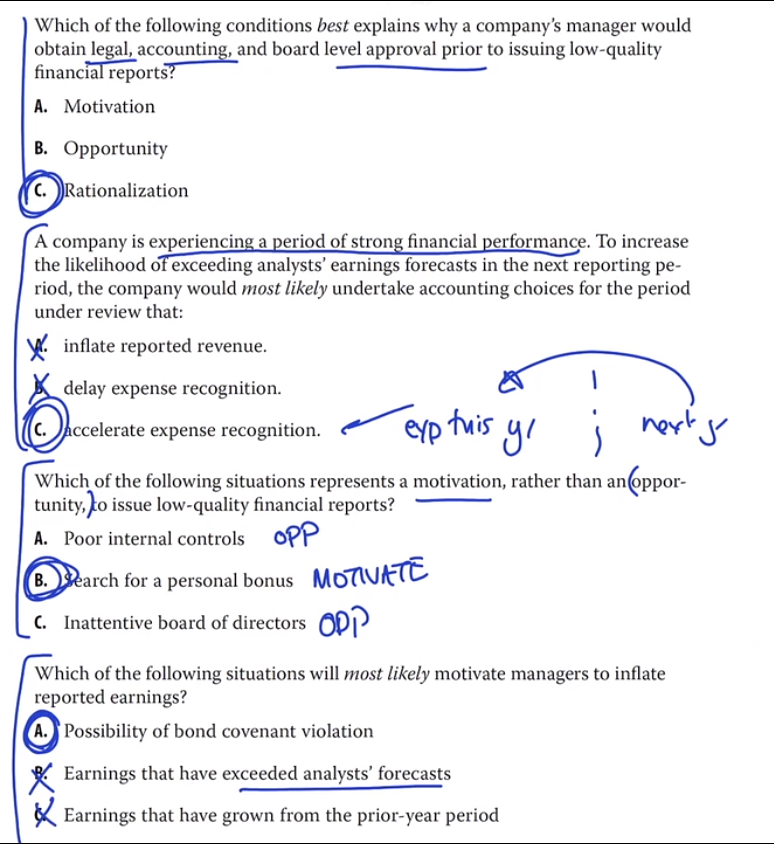 Which of the following conditions best explains why a company's manager would
obtain legal, accounting, and board level approval prior to issuing low-quality
financial reports?
A. Motivation
B. Opportunity
C. Rationalization
A company is experiencing a period of strong financial performance. To increase
the likelihood of exceeding analysts' earnings forecasts in the next reporting pe-
riod, the company would most likely undertake accounting choices for the period
under review that:
A. inflate reported revenue.
B. delay expense recognition.
C. accelerate expense recognition.
exp this yr ; next yr
Which of the following situations represents a motivation, rather than an oppor-
tunity, to issue low-quality financial reports?
A. Poor internal controls OPP
B. Search for a personal bonus MOTIVATE
C. Inattentive board of directors OPP
Which of the following situations will most likely motivate managers to inflate
reported earnings?
A. Possibility of bond covenant violation
B. Earnings that have exceeded analysts' forecasts
C. Earnings that have grown from the prior-year period